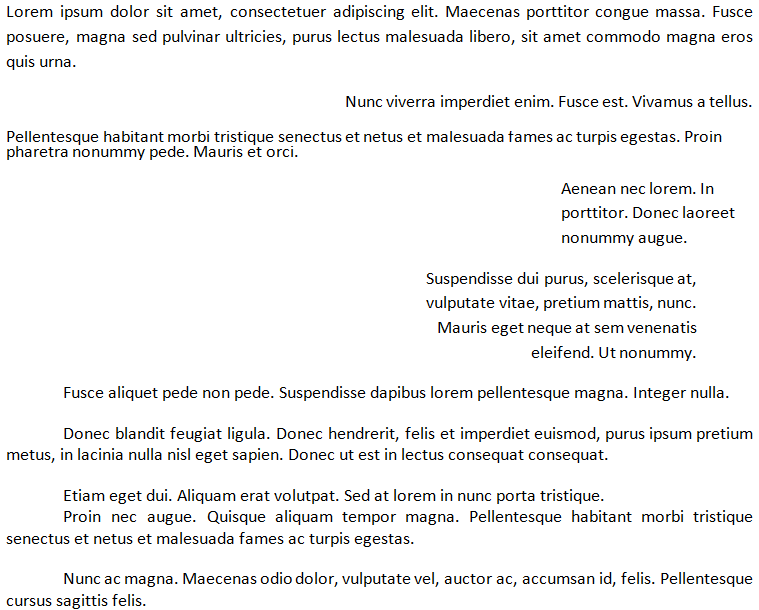 Lorem ipsum dolor sit amet, consectetuer adipiscing elit. Maecenas porttitor congue massa. Fusce
posuere, magna sed pulvinar ultricies, purus lectus malesuada libero, sit amet commodo magna eros
quis urna.
Nunc viverra imperdiet enim. Fusce est. Vivamus a tellus.
Pellentesque habitant morbi tristique senectus et netus et malesuada fames ac turpis egestas. Proin
pharetra nonummy pede. Mauris et orci.
Aenean nec lorem. In
porttitor. Donec laoreet
nonummy augue.
Suspendisse dui purus, scelerisque at,
vulputate vitae, pretium mattis, nunc.
Mauris eget neque at sem venenatis
eleifend. Ut nonummy.
Fusce aliquet pede non pede. Suspendisse dapibus lorem pellentesque magna. Integer nulla.
Donec blandit feugiat ligula. Donec hendrerit, felis et imperdiet euismod, purus ipsum pretium
metus, in lacinia nulla nisl eget sapien. Donec ut est in lectus consequat consequat.
Etiam eget dui. Aliquam erat volutpat. Sed at lorem in nunc porta tristique.
Proin nec augue. Quisque aliquam tempor magna. Pellentesque habitant morbi tristique
senectus et netus et malesuada fames ac turpis egestas.
Nunc ac magna. Maecenas odio dolor, vulputate vel, auctor ac, accumsan id, felis. Pellentesque
cursus sagittis felis.